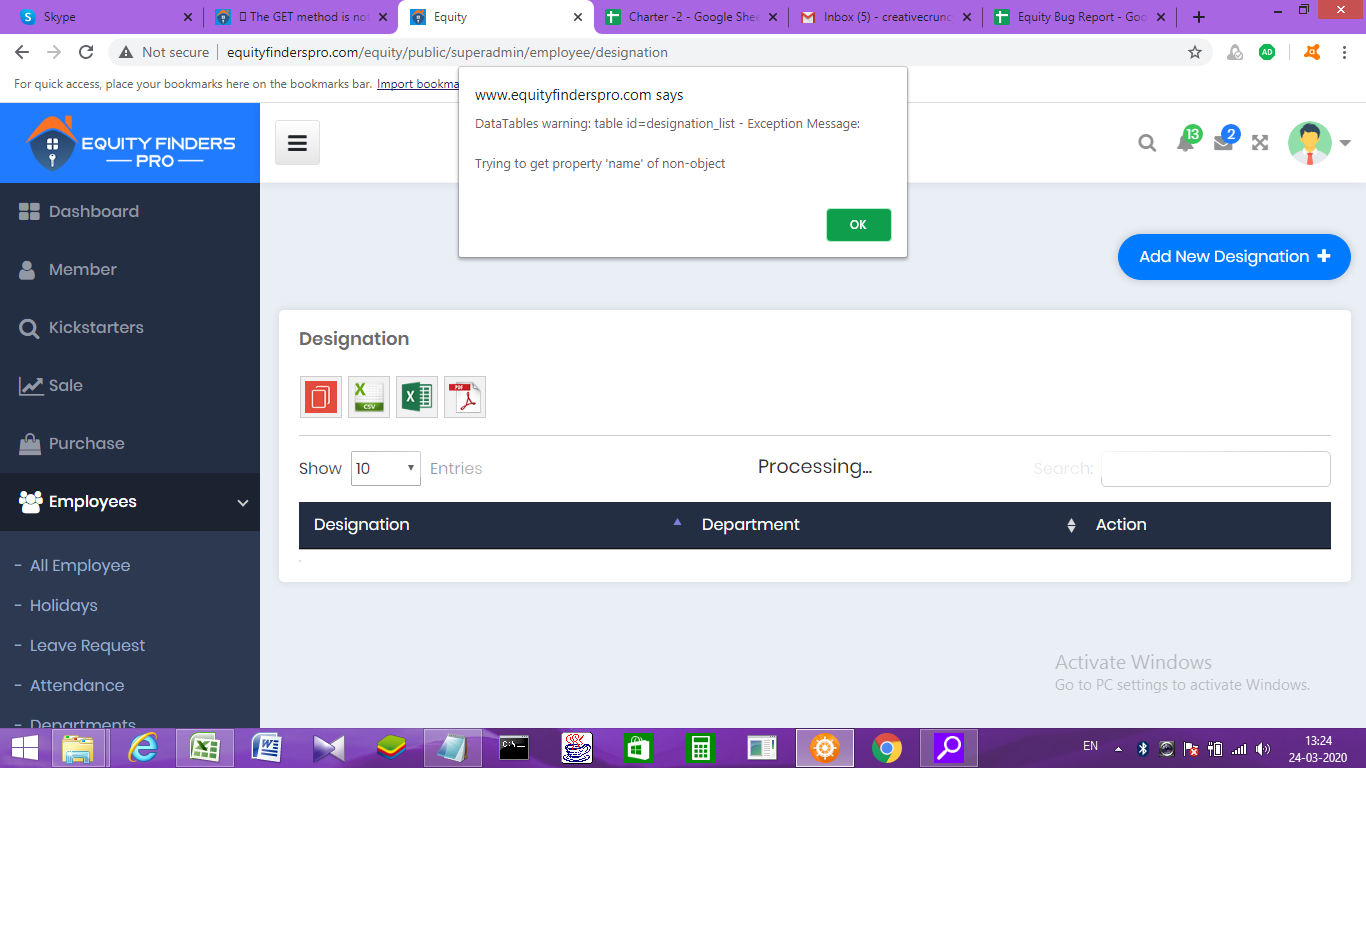 Skype
The GET method is not
Equity
Charter -2 - Google Shee
Inbox (5) - creativecrunc
Equity Bug Report - Goo
Not secure
equityfinderspro.com/equity/public/superadmin/employee/designation
For quick access, place your bookmarks here on the bookmarks bar. Import bookma
www.equityfinderspro.com says
DataTables warning: table id=designation_list - Exception Message:
Trying to get property 'name' of non-object
OK
EQUITY FINDERS
PRO
13
2
Dashboard
Member
Kickstarters
Sale
Purchase
Employees
- All Employee
- Holidays
- Leave Request
- Attendance
- Departments
Add New Designation +
Designation
CSV
PDF
Show 10 Entries
Processing...
Search:
Designation
Department
Action
Activate Windows
Go to PC settings to activate Windows.
EN
13:24
24-03-2020